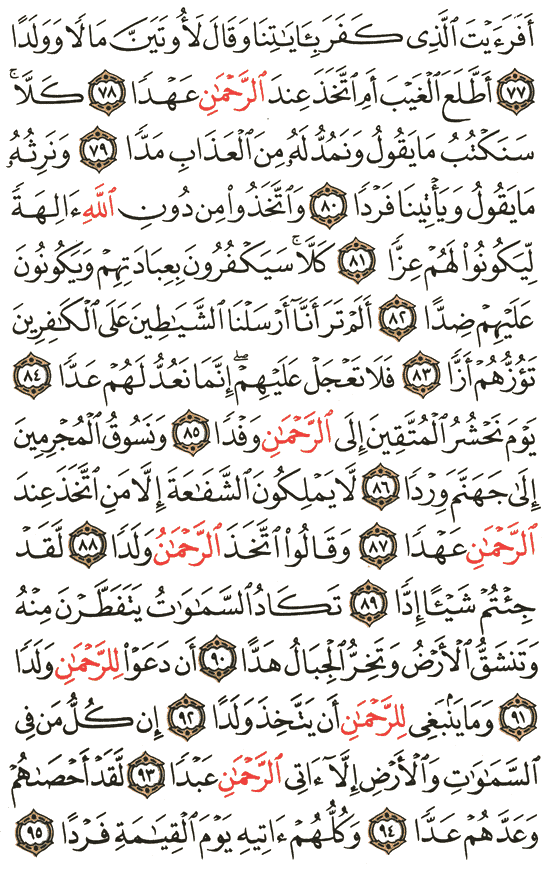 أَفَرَءَيۡتَ ٱلَّذِي كَفَرَ بِـَٔايَٰتِنَا وَقَالَ لَأُوتَيَنَّ مَالٗا وَوَلَدًا
٧٧ أَطَّلَعَ ٱلۡغَيۡبَ أَمِ ٱتَّخَذَ عِندَ ٱلرَّحۡمَٰنِ عَهۡدٗا ٧٨ كَلَّاۚ
سَنَكۡتُبُ مَا يَقُولُ وَنَمُدُّ لَهُۥ مِنَ ٱلۡعَذَابِ مَدّٗا ٧٩ وَنَرِثُهُۥ
مَا يَقُولُ وَيَأۡتِينَا فَرۡدٗا ٨٠ وَٱتَّخَذُواْ مِن دُونِ ٱللَّهِ ءَالِهَةٗ
لِّيَكُونُواْ لَهُمۡ عِزّٗا ٨١ كَلَّاۚ سَيَكۡفُرُونَ بِعِبَادَتِهِمۡ وَيَكُونُونَ
عَلَيۡهِمۡ ضِدًّا ٨٢ أَلَمۡ تَرَ أَنَّآ أَرۡسَلۡنَا ٱلشَّيَٰطِينَ عَلَى ٱلۡكَٰفِرِينَ
تَؤُزُّهُمۡ أَزّٗا ٨٣ فَلَا تَعۡجَلۡ عَلَيۡهِمۡۖ إِنَّمَا نَعُدُّ لَهُمۡ عَدّٗا ٨٤
يَوۡمَ نَحۡشُرُ ٱلۡمُتَّقِينَ إِلَى ٱلرَّحۡمَٰنِ وَفۡدٗا ٨٥ وَنَسُوقُ ٱلۡمُجۡرِمِينَ
إِلَىٰ جَهَنَّمَ وِرۡدٗا ٨٦ لَّا يَمۡلِكُونَ ٱلشَّفَٰعَةَ إِلَّا مَنِ ٱتَّخَذَ عِندَ
ٱلرَّحۡمَٰنِ عَهۡدٗا ٨٧ وَقَالُواْ ٱتَّخَذَ ٱلرَّحۡمَٰنُ وَلَدٗا ٨٨ لَّقَدۡ
جِئۡتُمۡ شَيۡـًٔا إِدّٗا ٨٩ تَكَادُ ٱلسَّمَٰوَٰتُ يَتَفَطَّرۡنَ مِنۡهُ
وَتَنشَقُّ ٱلۡأَرۡضُ وَتَخِرُّ ٱلۡجِبَالُ هَدًّا ٩٠ أَن دَعَوۡاْ لِلرَّحۡمَٰنِ وَلَدٗا
٩١ وَمَا يَنۢبَغِي لِلرَّحۡمَٰنِ أَن يَتَّخِذَ وَلَدًا ٩٢ إِن كُلُّ مَن فِي
ٱلسَّمَٰوَٰتِ وَٱلۡأَرۡضِ إِلَّآ ءَاتِي ٱلرَّحۡمَٰنِ عَبۡدٗا ٩٣ لَّقَدۡ أَحۡصَىٰهُمۡ
وَعَدَّهُمۡ عَدّٗا ٩٤ وَكُلُّهُمۡ ءَاتِيهِ يَوۡمَ ٱلۡقِيَٰمَةِ فَرۡدًا ٩٥